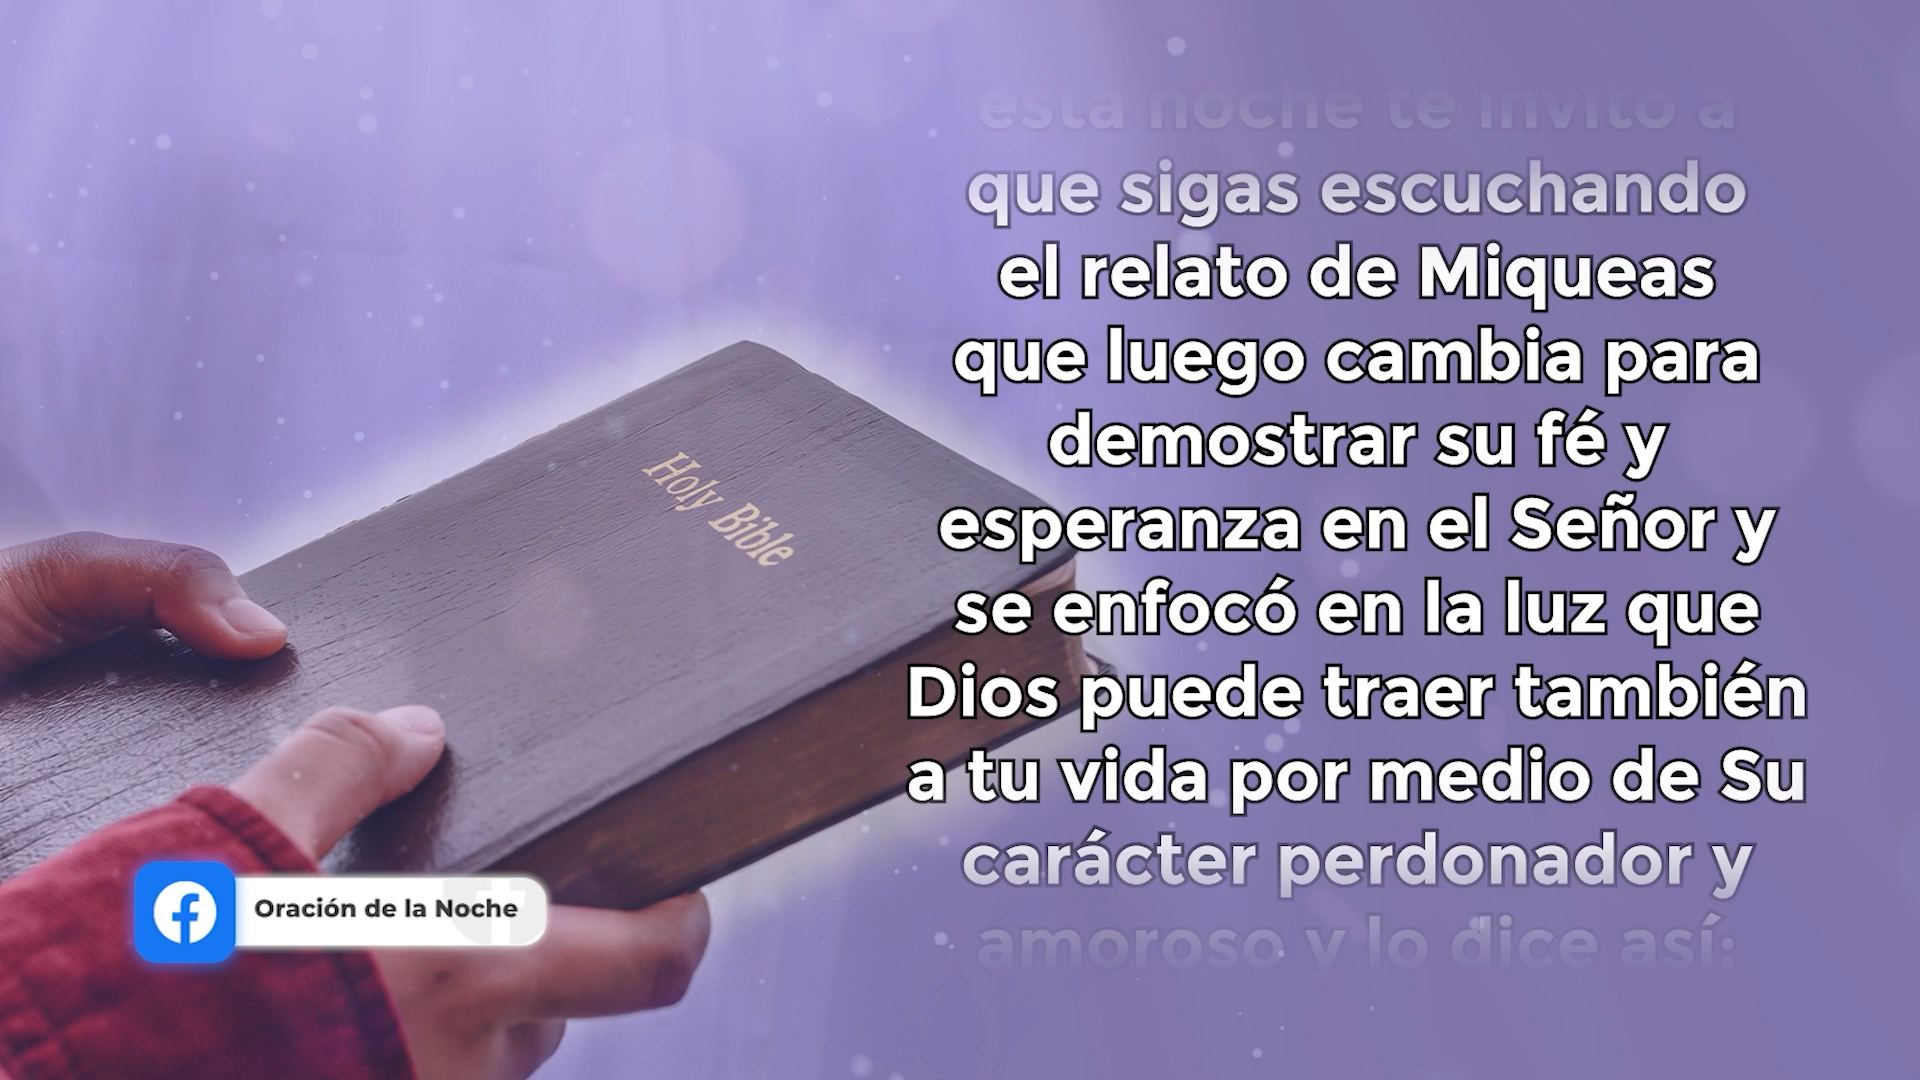 esta noche te invito a
que sigas escuchando
el relato de Miqueas
que luego cambia para
demostrar su fé y
esperanza en el Señor y
se enfocó en la luz que
Dios puede traer también
a tu vida por medio de Su
carácter perdonador y
amoroso y lo dice así:
Holy Bible
Oración de la Noche